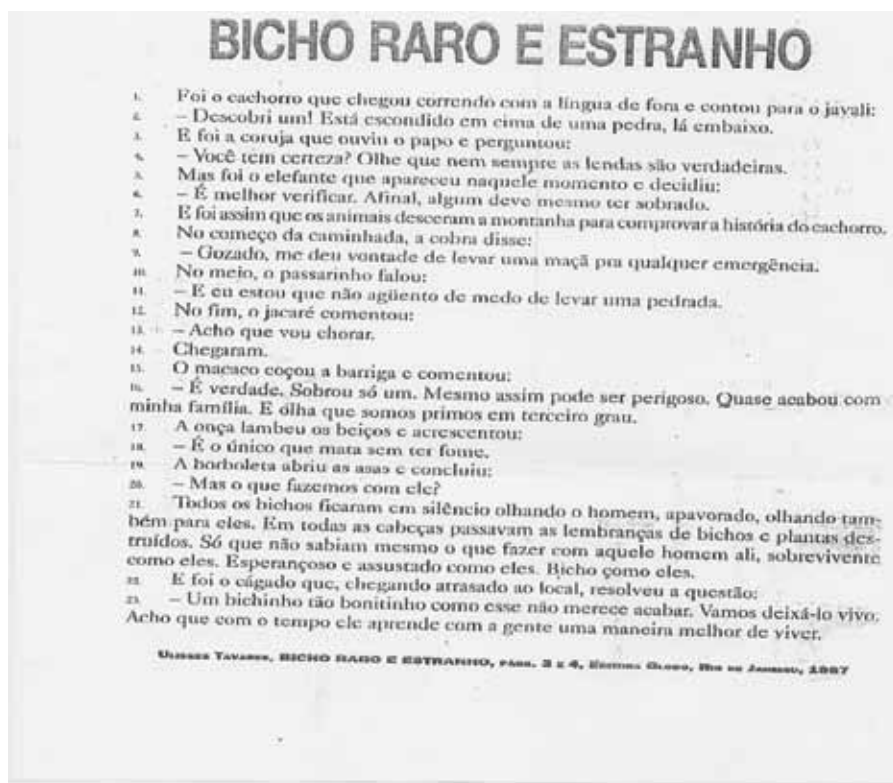 BICHO RARO E ESTRANHO
1. Foi o cachorro que chegou correndo com a língua de fora e contou para o javali:
2. – Descobri um! Está escondido em cima de uma pedra, lá embaixo.
3. E foi a coruja que ouviu o papo e perguntou:
4. – Você tem certeza? Olhe que nem sempre as lendas são verdadeiras.
5. Mas foi o elefante que apareceu naquele momento e decidiu:
6. – É melhor verificar. Afinal, algum deve mesmo ter sobrado.
7. E foi assim que os animais desceram a montanha para comprovar a história do cachorro.
8. No começo da caminhada, a cobra disse:
9. – Gozado, me deu vontade de levar uma maçã pra qualquer emergência.
10. No meio, o passarinho falou:
11. – E eu estou que não agüento de medo de levar uma pedrada.
12. No fim, o jacaré comentou:
13. – Acho que vou chorar.
14. Chegaram.
15. O macaco coçou a barriga e comentou:
16. – É verdade. Sobrou só um. Mesmo assim pode ser perigoso. Quase acabou com
minha família. E olha que somos primos em terceiro grau.
17. A onça lambeu os beiços e acrescentou:
18. – É o único que mata sem ter fome.
19. A borboleta abriu as asas e concluiu:
20. – Mas o que fazemos com ele?
21. Todos os bichos ficaram em silêncio olhando o homem, apavorado, olhando tam-
bém para eles. Em todas as cabeças passavam as lembranças de bichos e plantas des-
truídos. Só que não sabiam mesmo o que fazer com aquele homem ali, sobrevivente
como eles. Esperançoso e assustado como eles. Bicho como eles.
22. E foi o cágado que, chegando atrasado ao local, resolveu a questão:
23. – Um bichinho tão bonitinho como esse não merece acabar. Vamos deixá-lo vivo.
Acho que com o tempo ele aprende com a gente uma maneira melhor de viver.
Ulisses Tavares, BICHO RARO E ESTRANHO, págs. 3 e 4, Editora Globo, Rio de Janeiro, 1987